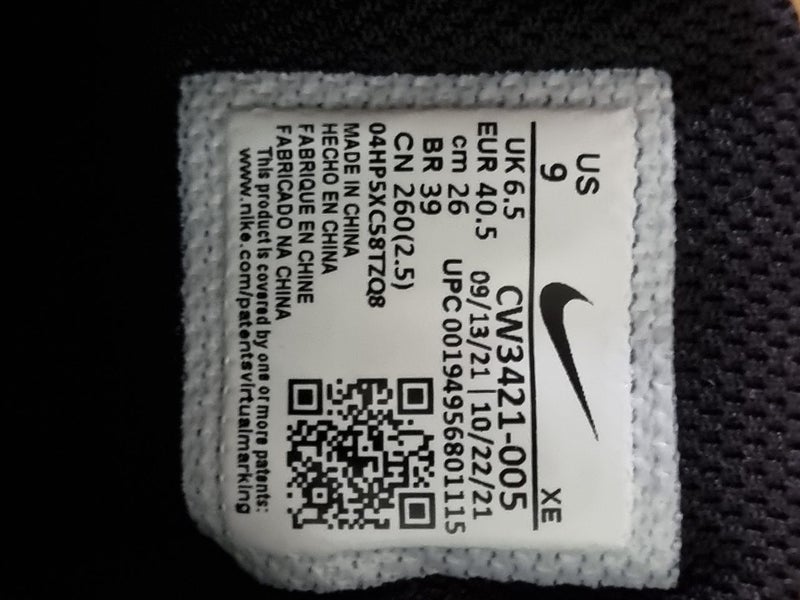 US
9
XE
UK 6.5
EUR 40.5
cm 26
BR 39
CN 260(2.5)
CW3421-005
09/13/21 | 10/22/21
UPC 00194956801115
04HP5XC58TZQ8
MADE IN CHINA
HECHO EN CHINA
FABRIQUE EN CHINE
FABRICADO NA CHINA
This product is covered by one or more patents:
www.nike.com/patentsvirtualmarking